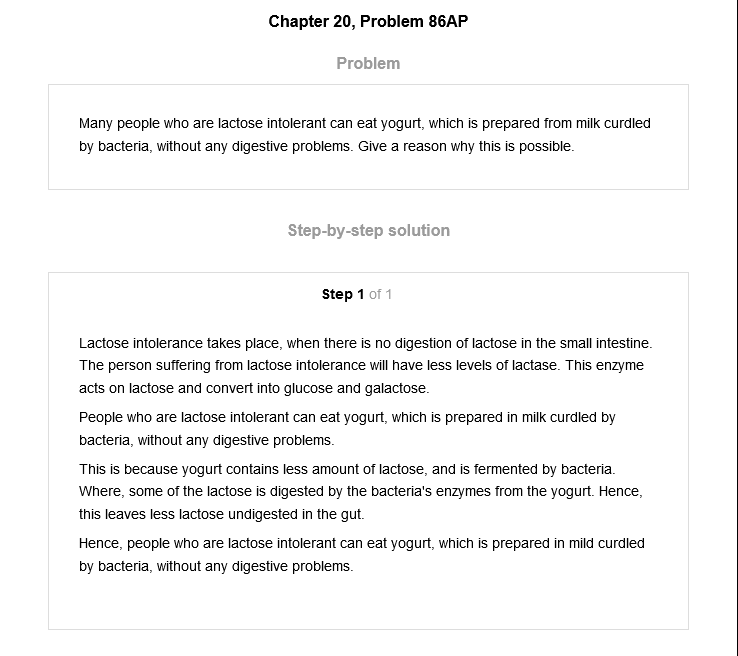 Chapter 20, Problem 86AP
Problem
Many people who are lactose intolerant can eat yogurt, which is prepared from milk curdled
by bacteria, without any digestive problems. Give a reason why this is possible.
Step-by-step solution
Step 1 of 1
Lactose intolerance takes place, when there is no digestion of lactose in the small intestine.
The person suffering from lactose intolerance will have less levels of lactase. This enzyme
acts on lactose and convert into glucose and galactose.
People who are lactose intolerant can eat yogurt, which is prepared in milk curdled by
bacteria, without any digestive problems.
This is because yogurt contains less amount of lactose, and is fermented by bacteria.
Where, some of the lactose is digested by the bacteria's enzymes from the yogurt. Hence,
this leaves less lactose undigested in the gut.
Hence, people who are lactose intolerant can eat yogurt, which is prepared in mild curdled
by bacteria, without any digestive problems.